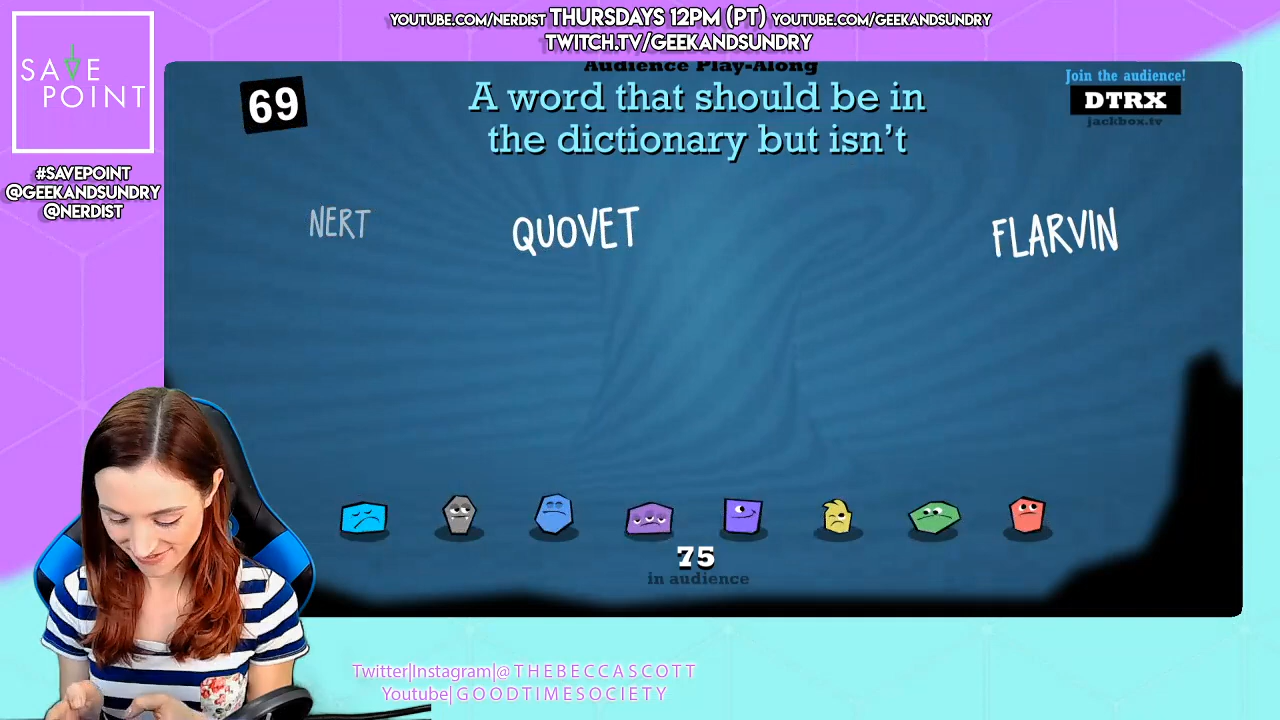 YOUTUBE.COM/NERDIST THURSDAYS 12PM (PT) YOUTUBE.COM/GEEKANDSUNDRY
TWITCH.TV/GEEKANDSUNDRY
SAVE
POINT
#SAVEPOINT
@GEEKANDSUNDRY
@NERDIST
Audience Play-Along
69
A word that should be in
the dictionary but isn't
Join the audience!
DTRX
jackbox.tv
NERT
QUOVET
FLARVIN
75
in audience
Twitter|Instagram|@THEBECCASCOTT
Youtube|GOODTIMESOCIETY